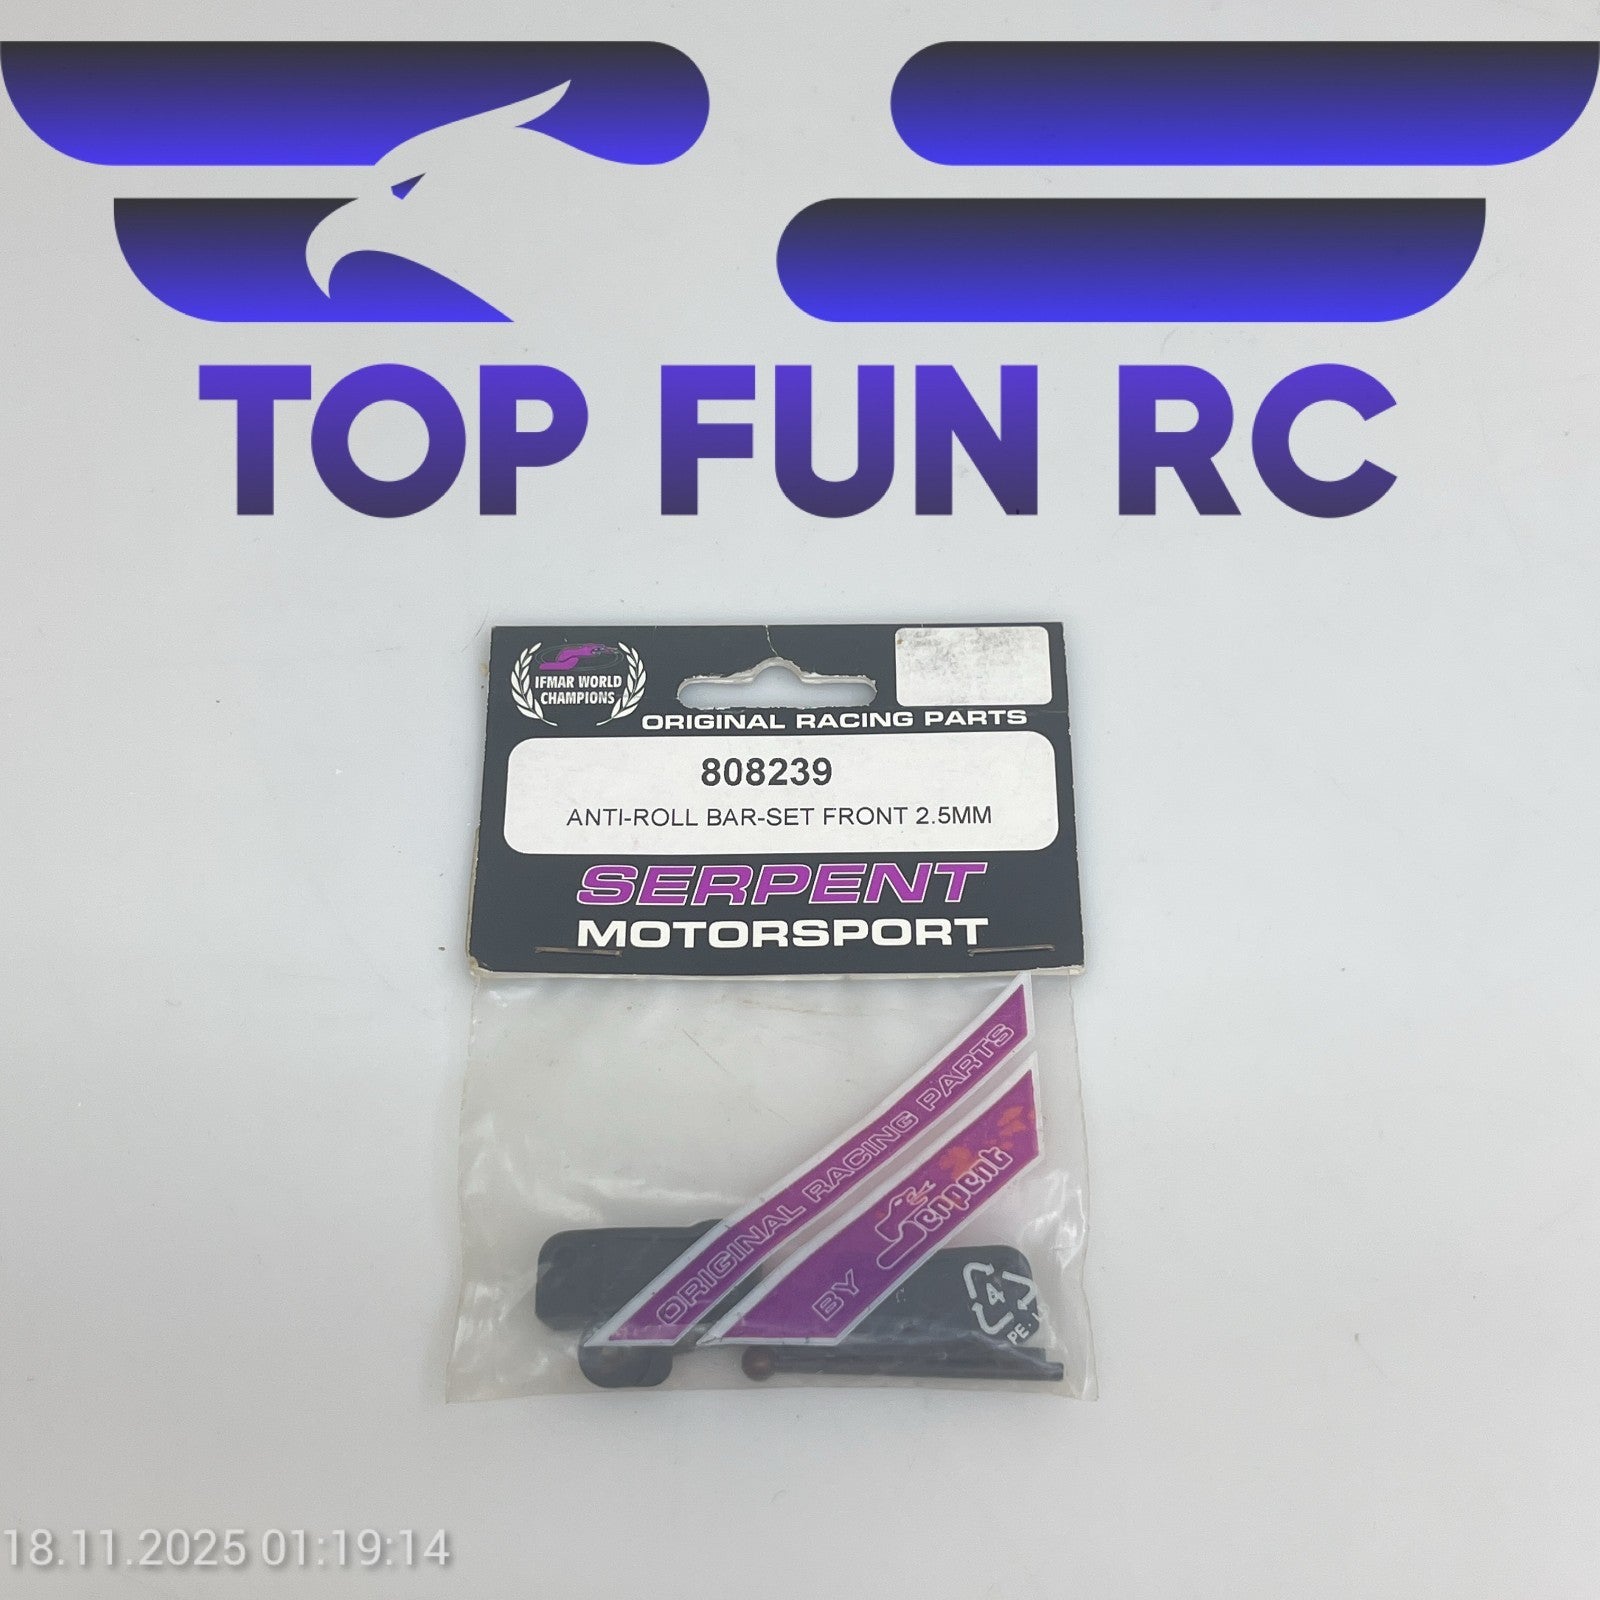 TOP FUN RC
IFMAR WORLD
CHAMPIONS
ORIGINAL RACING PARTS
808239
ANTI-ROLL BAR-SET FRONT 2.5MM
SERPENT
MOTORSPORT
ORIGINAL RACING PARTS
BY Serpent
4
PE-L
18.11.2025 01:19:14